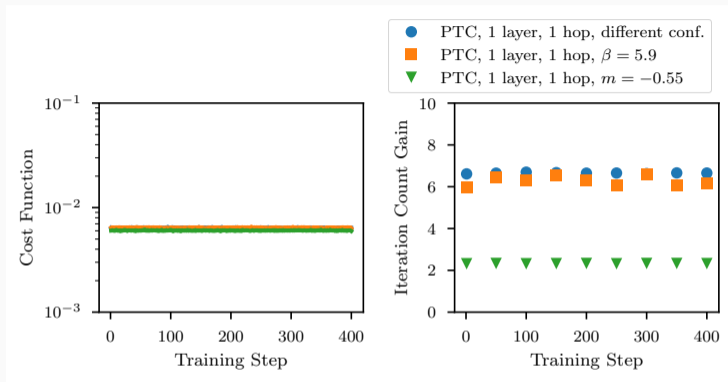 PTC, 1 layer, 1 hop, different conf.
PTC, 1 layer, 1 hop, β = 5.9
PTC, 1 layer, 1 hop, m = −0.55
Cost Function
10⁻¹
10⁻²
10⁻³
0 100 200 300 400
Training Step
Iteration Count Gain
10
8
6
4
2
0
0 100 200 300 400
Training Step